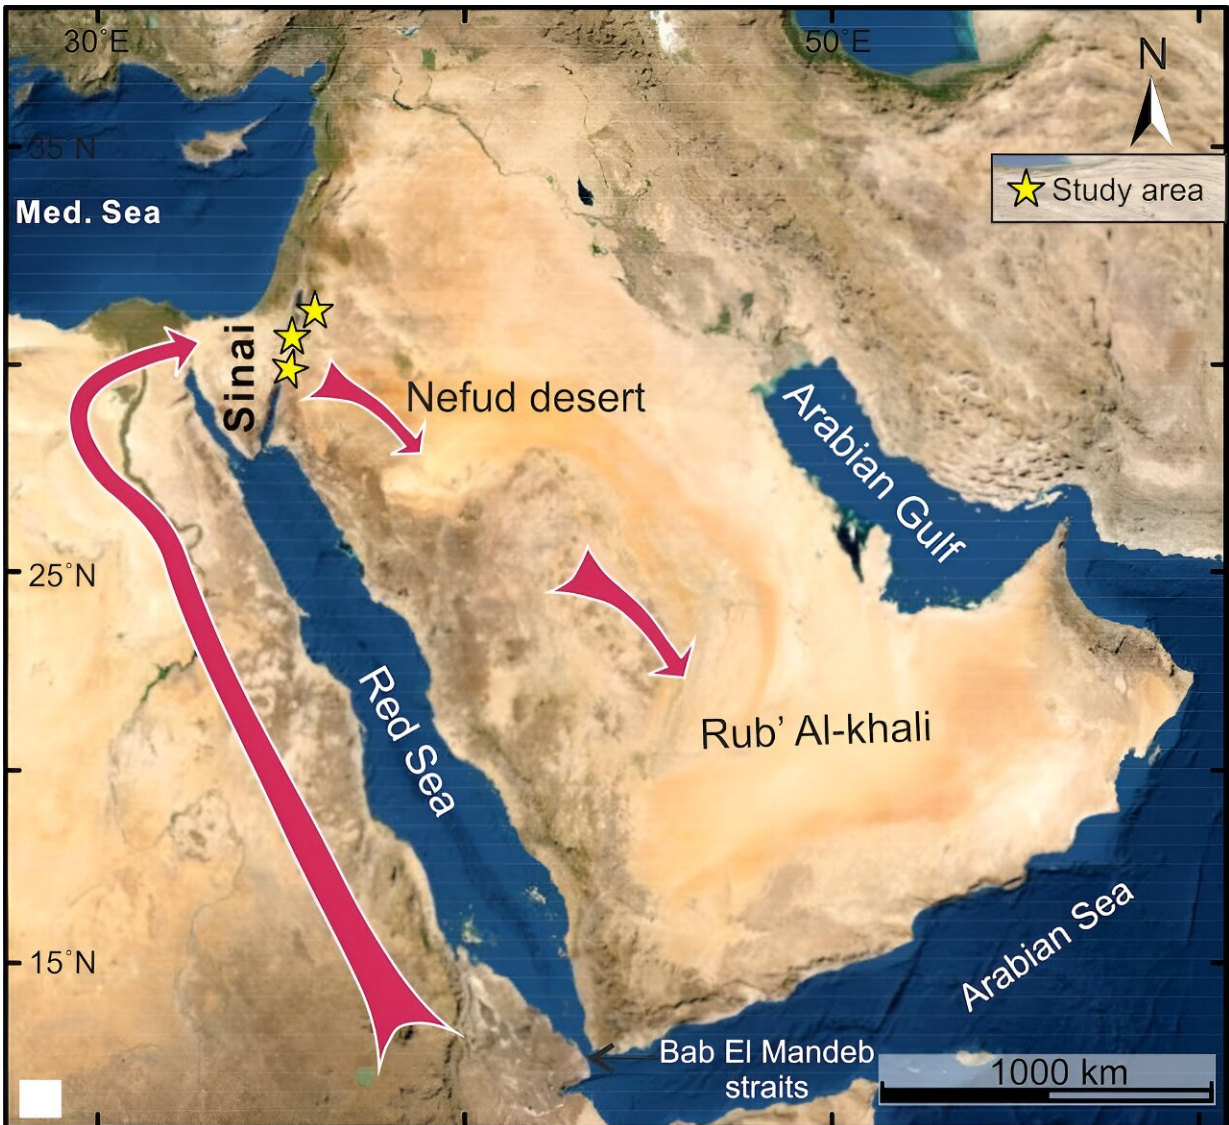 30°E
50°E
N
35°N
Study area
Med. Sea
Sinai
Nefud desert
Arabian Gulf
25°N
Red Sea
Rub’ Al-khali
15°N
Arabian Sea
Bab El Mandeb
straits
1000 km